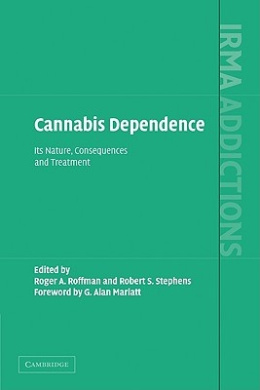 IRMA ADDICTIONS
Cannabis Dependence
Its Nature, Consequences
and Treatment
Edited by
Roger A. Roffman and Robert S. Stephens
Foreword by G. Alan Marlatt
CAMBRIDGE